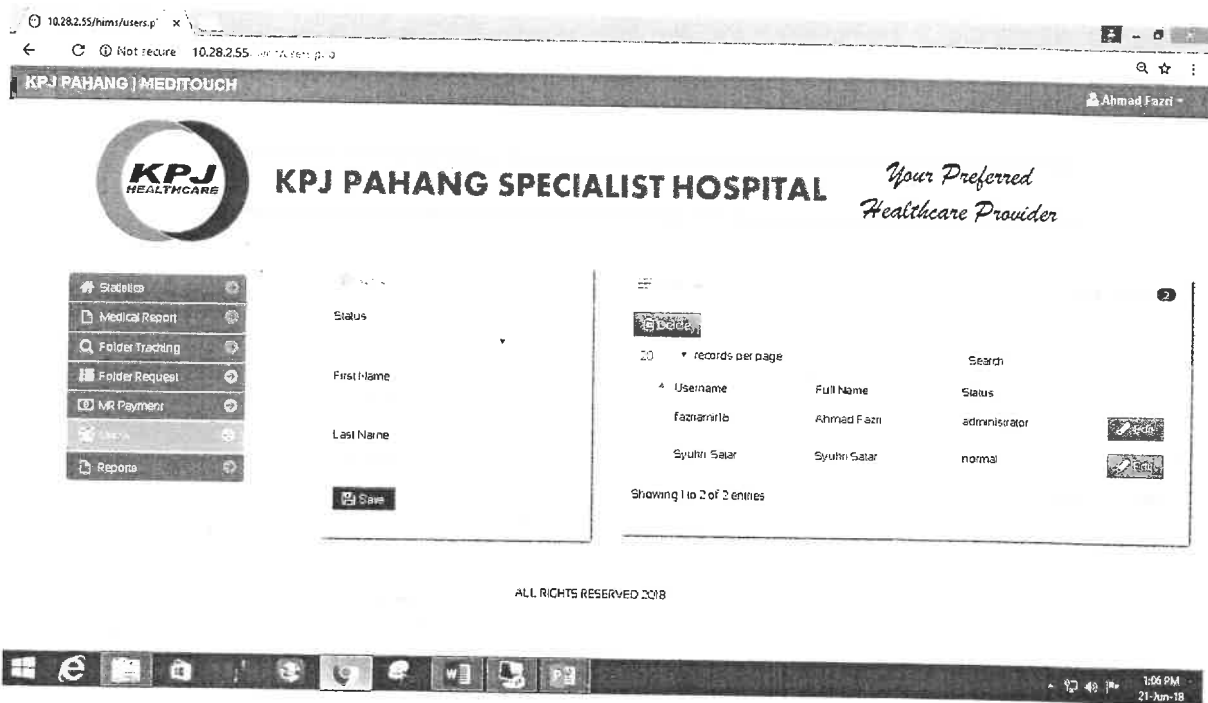 10.28.2.55/hims/users.p
Not secure 10.28.2.55
KPJ PAHANG | MEDITOUCH
Ahmad Fazri
KPJ
HEALTHCARE
KPJ PAHANG SPECIALIST HOSPITAL
Your Preferred
Healthcare Provider
Statistics
Medical Report
Folder Tracking
Folder Request
MR Payment
Users
Reports
Status
First Name
Last Name
Save
2
Delete
20 records per page
Search
Username Full Name Status
Ahmad Fazri administrator Edit
Syuhri Satar Syuhri Satar normal Edit
Showing 1 to 2 of 2 entries
ALL RIGHTS RESERVED 2018
1:06 PM
21-Jun-18